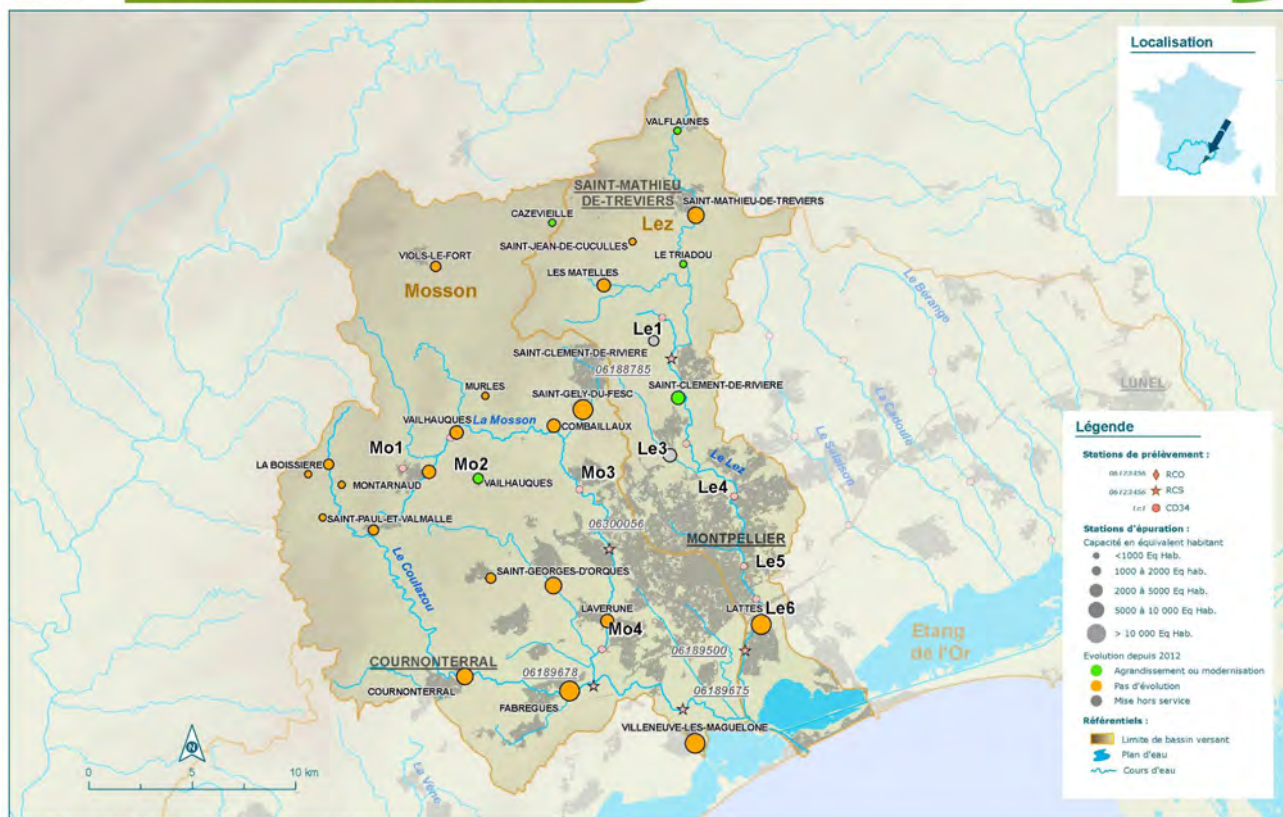 Localisation
VALFLAUNES
SAINT-MATHIEU
DE-TREVIERS
SAINT-MATHIEU-DE-TREVIERS
CAZEVIEILLE
Lez
SAINT-JEAN-DE-CUCULLES
VIOLS-LE-FORT
LE TRIADOU
LES MATELLES
Mosson
Le Bérange
Le1
SAINT-CLEMENT-DE-RIVIERE
06188785
SAINT-CLEMENT-DE-RIVIERE
LUNEL
MURLES
SAINT-GELY-DU-FESC
La Cadoule
VAILHAUQUES
La Mosson
COMBAILLAUX
Le Salaison
Mo1
Le3
Le Lez
LA BOISSIERE
Mo2
Mo3
MONTARNAUD
VAILHAUQUES
Le4
SAINT-PAUL-ET-VALMALLE
06300056
MONTPELLIER
Le Coulazou
Le5
SAINT-GEORGES-D'ORQUES
LATTES
Le6
LAVERUNE
Mo4
Etang
de l'Or
06189500
COURNONTERRAL
06189678
06189675
COURNONTERRAL
FABREGUES
VILLENEUVE-LES-MAGUELONE
La Vène
N
0 5 10 km
Légende
Stations de prélèvement :
06123456 RCO
06123456 RCS
Le1 CD34
Stations d'épuration :
Capacité en équivalent habitant
<1000 Eq Hab.
1000 à 2000 Eq hab.
2000 à 5000 Eq Hab.
5000 à 10 000 Eq Hab.
> 10 000 Eq Hab.
Evolution depuis 2012
Agrandissement ou modernisation
Pas d'évolution
Mise hors service
Référentiels :
Limite de bassin versant
Plan d'eau
Cours d'eau